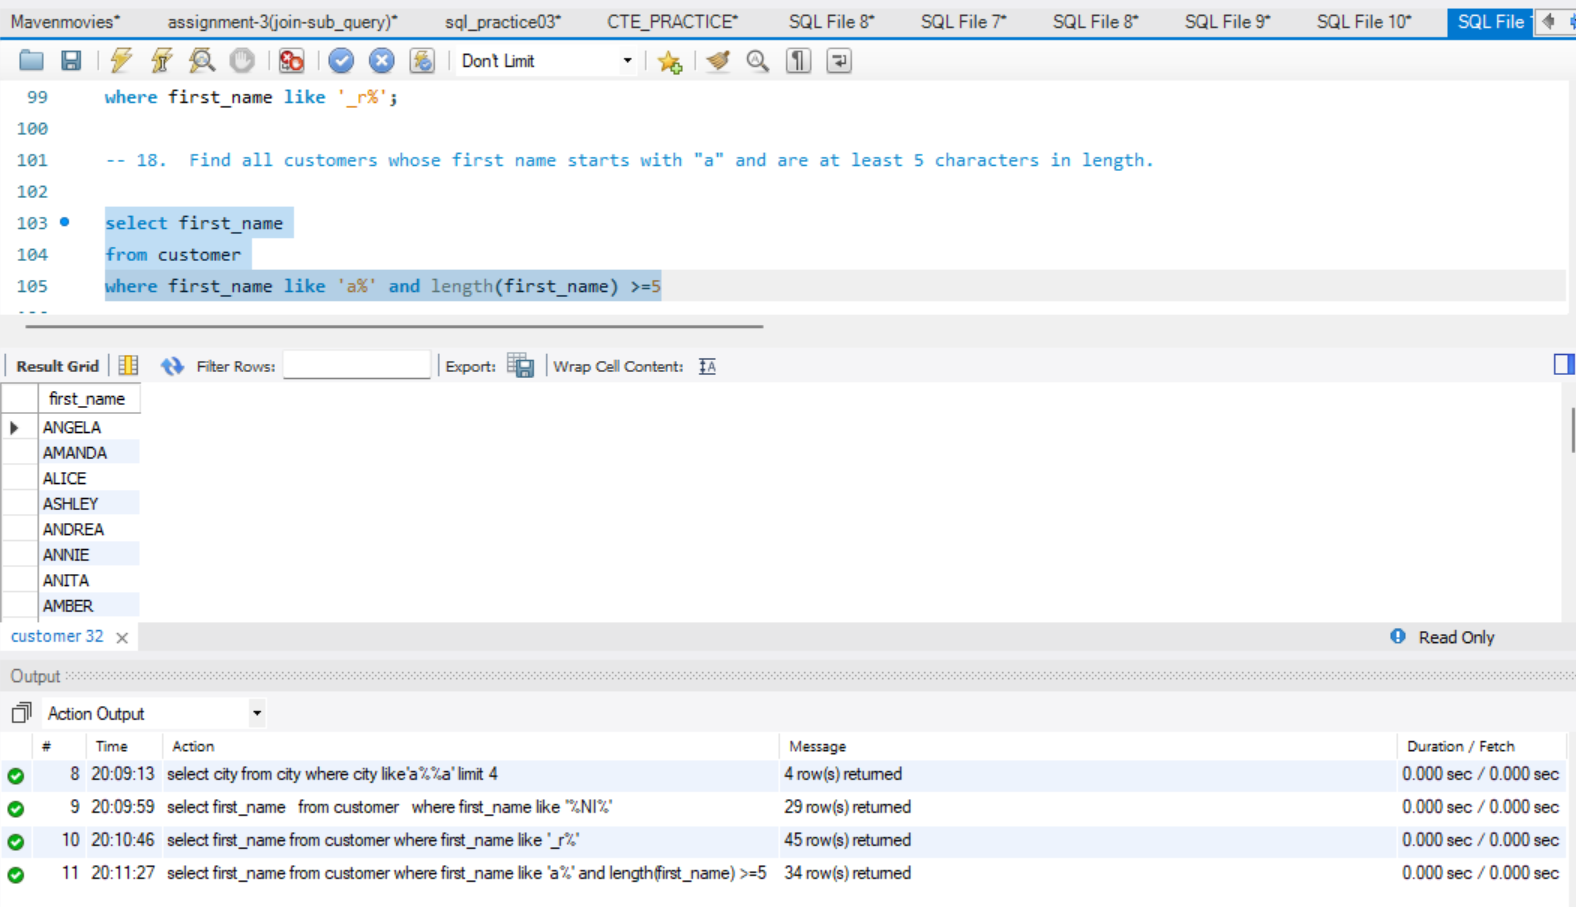 Mavenmovies* assignment-3(join-sub_query)* sql_practice03* CTE_PRACTICE* SQL File 8* SQL File 7* SQL File 8* SQL File 9* SQL File 10* SQL File
Don't Limit
99 where first_name like '_r%';
100
101 -- 18. Find all customers whose first name starts with "a" and are at least 5 characters in length.
102
103 select first_name
104 from customer
105 where first_name like 'a%' and length(first_name) >=5
Result Grid Filter Rows: Export: Wrap Cell Content:
first_name
ANGELA
AMANDA
ALICE
ASHLEY
ANDREA
ANNIE
ANITA
AMBER
customer 32 Read Only
Output
Action Output
# Time Action Message Duration / Fetch
8 20:09:13 select city from city where city like'a%%a' limit 4 4 row(s) returned 0.000 sec / 0.000 sec
9 20:09:59 select first_name from customer where first_name like '%NI%' 29 row(s) returned 0.000 sec / 0.000 sec
10 20:10:46 select first_name from customer where first_name like '_r%' 45 row(s) returned 0.000 sec / 0.000 sec
11 20:11:27 select first_name from customer where first_name like 'a%' and length(first_name) >=5 34 row(s) returned 0.000 sec / 0.000 sec